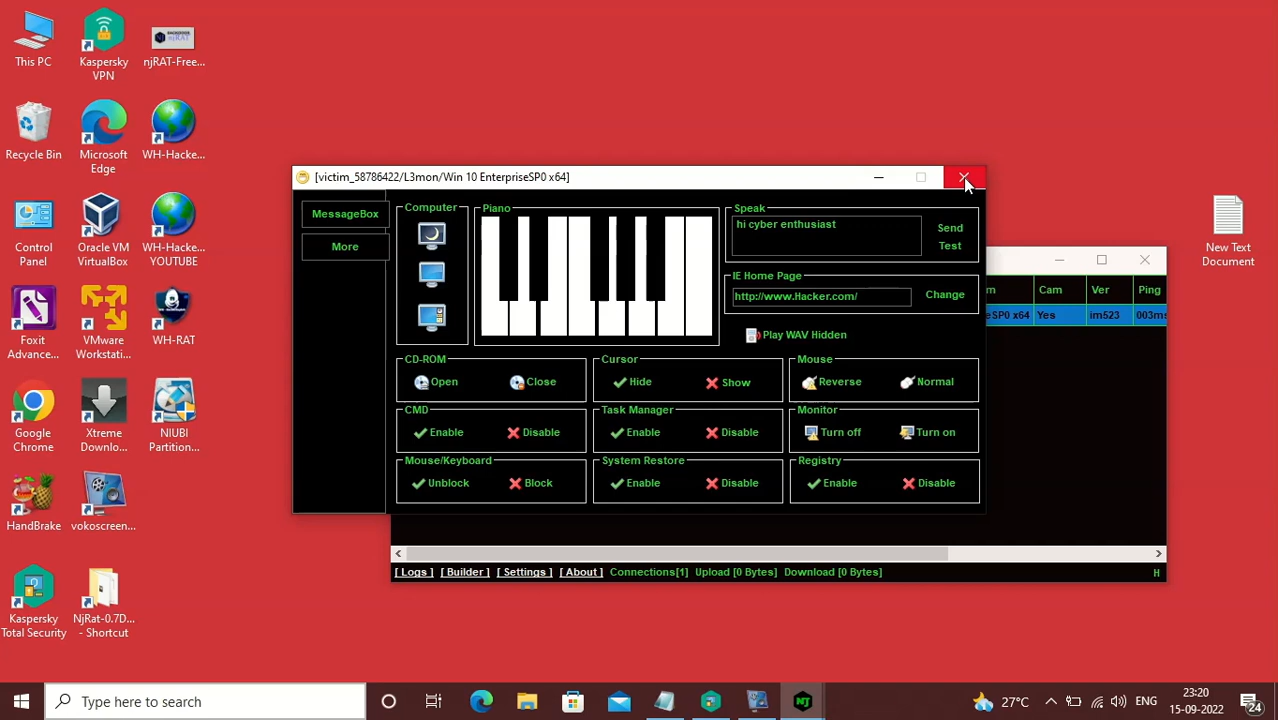 This PC
Kaspersky
VPN
njRAT-Free...
Recycle Bin
Microsoft
Edge
WH-Hacke...
Control
Panel
Oracle VM
VirtualBox
WH-Hacke...
YOUTUBE
Foxit
Advance...
VMware
Workstati...
WH-RAT
Google
Chrome
Xtreme
Downlo...
NIUBI
Partition...
HandBrake
vokoscreen...
Kaspersky
Total Security
NjRat-0.7D...
- Shortcut
New Text
Document
[victim_58786422/L3mon/Win 10 EnterpriseSP0 x64]
MessageBox
More
Computer
Piano
Speak
hi cyber enthusiast
Send
Test
IE Home Page
http://www.Hacker.com/
Change
Play WAV Hidden
CD-ROM
Open Close
Cursor
Hide Show
Mouse
Reverse Normal
CMD
Enable Disable
Task Manager
Enable Disable
Monitor
Turn off Turn on
Mouse/Keyboard
Unblock Block
System Restore
Enable Disable
Registry
Enable Disable
m Cam Ver Ping
eSP0 x64 Yes im523 003ms
[ Logs ] [ Builder ] [ Settings ] [ About ] Connections[1] Upload [0 Bytes] Download [0 Bytes] H
Type here to search
NJ
27°C
ENG
23:20
15-09-2022
24